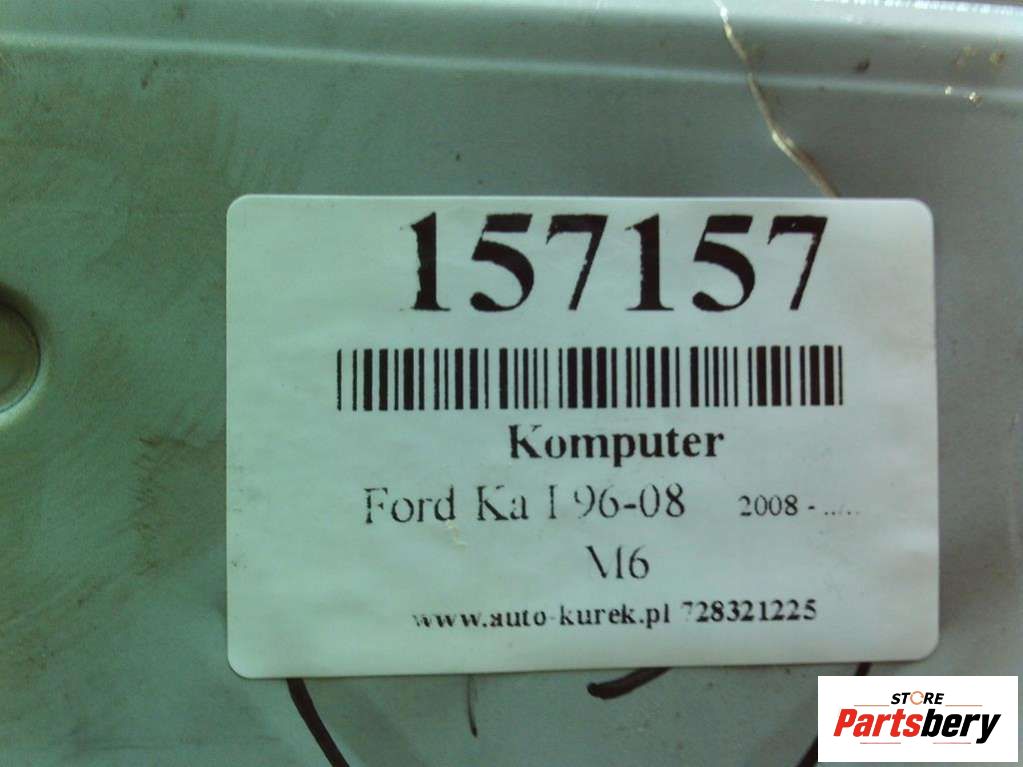 157157
Komputer
Ford Ka I 96-08 2008 - ../..
M6
www.auto-kurek.pl 728321225
STORE
Partsbery